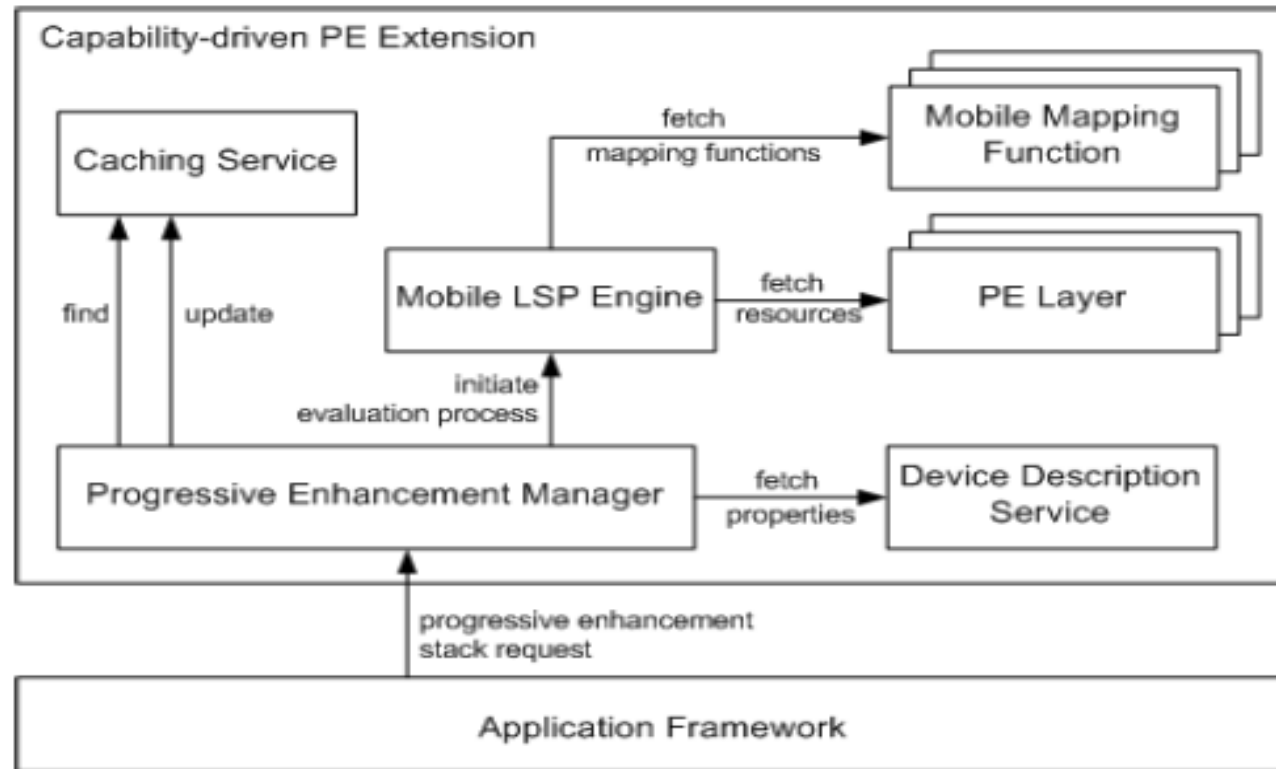 Capability-driven PE Extension
Caching Service
fetch
mapping functions
Mobile Mapping
Function
find
update
Mobile LSP Engine
fetch
resources
PE Layer
initiate
evaluation process
Progressive Enhancement Manager
fetch
properties
Device Description
Service
progressive enhancement
stack request
Application Framework